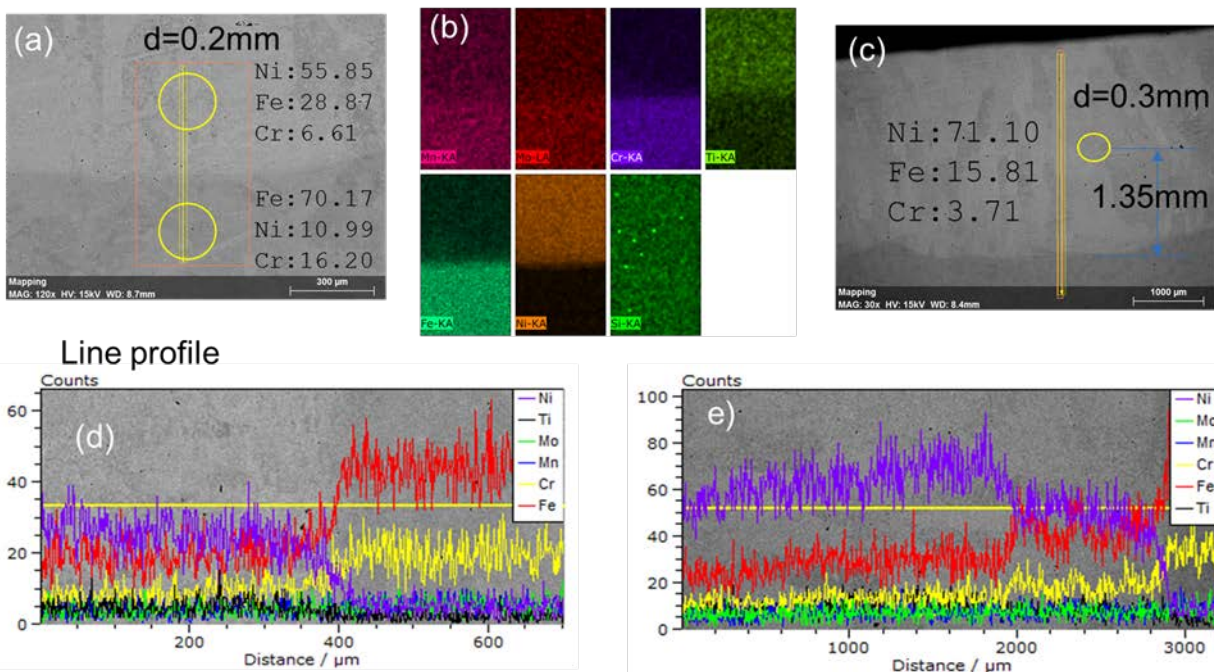 (a)
d=0.2mm
Ni:55.85
Fe:28.87
Cr:6.61
Fe:70.17
Ni:10.99
Cr:16.20
Mapping
MAG: 120x HV: 15kV WD: 8.7mm
300 µm
(b)
Mn-KA
Mo-LA
Cr-KA
Ti-KA
Fe-KA
Ni-KA
Si-KA
(c)
d=0.3mm
Ni:71.10
Fe:15.81
Cr:3.71
1.35mm
Mapping
MAG: 30x HV: 15kV WD: 8.4mm
1000 µm
Line profile
Counts
(d)
60
40
20
0
200
400
600
Distance / µm
Ni
Ti
Mo
Mn
Cr
Fe
Counts
e)
100
80
60
40
20
0
1000
2000
3000
Distance / µm
Ni
Mo
Mn
Cr
Fe
Ti